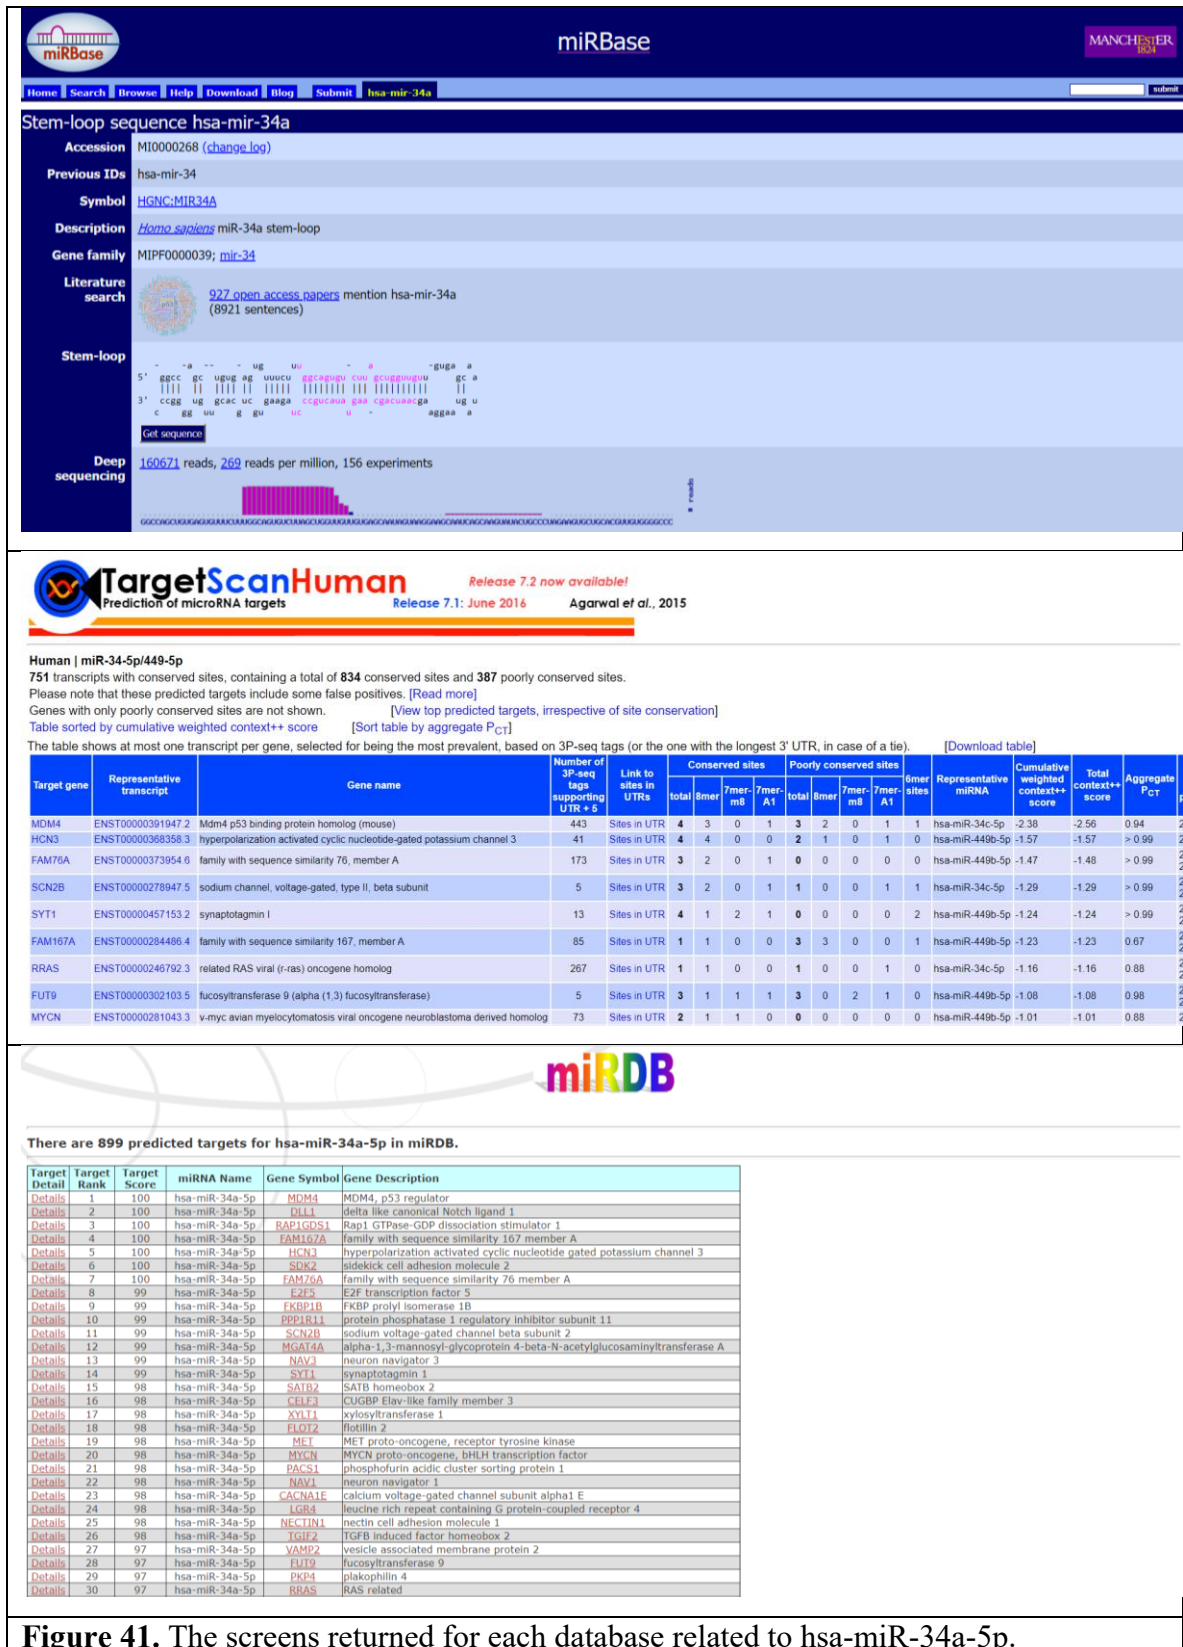 miRBase
miRBase
MANCHESTER
1824
Home Search Browse Help Download Blog Submit hsa-mir-34a submit
Stem-loop sequence hsa-mir-34a
Accession MI0000268 (change log)
Previous IDs hsa-mir-34
Symbol HGNC:MIR34A
Description Homo sapiens miR-34a stem-loop
Gene family MIPF0000039; mir-34
Literature search 927 open access papers mention hsa-mir-34a
(8921 sentences)
Stem-loop
- -a -- - ug uu - a -guga a
5' ggcc gc ugug ag uuucu ggcagugu cuu gcugguuguu gc a
|||| || |||| || ||||| |||||||| ||| |||||||||| ||
3' ccgg ug gcac uc gaaga ccgucaua gaa cgacuaacga ug u
c gg uu g gu uc u - aggaa a
Get sequence
Deep sequencing 160671 reads, 269 reads per million, 156 experiments
reads
TargetScanHuman Release 7.2 now available!
Prediction of microRNA targets Release 7.1: June 2016 Agarwal et al., 2015
Human | miR-34-5p/449-5p
751 transcripts with conserved sites, containing a total of 834 conserved sites and 387 poorly conserved sites.
Please note that these predicted targets include some false positives. [Read more]
Genes with only poorly conserved sites are not shown. [View top predicted targets, irrespective of site conservation]
Table sorted by cumulative weighted context++ score [Sort table by aggregate PCT]
The table shows at most one transcript per gene, selected for being the most prevalent, based on 3P-seq tags (or the one with the longest 3' UTR, in case of a tie). [Download table]
Target gene Representative transcript Gene name Number of 3P-seq tags supporting UTR + 5 Link to sites in UTRs Conserved sites Poorly conserved sites 6mer sites Representative miRNA Cumulative weighted context++ score Total context++ score Aggregate PCT
total 8mer 7mer-m8 7mer-A1 total 8mer 7mer-m8 7mer-A1
MDM4 ENST00000391947.2 Mdm4 p53 binding protein homolog (mouse) 443 Sites in UTR 4 3 0 1 3 2 0 1 1 hsa-miR-34c-5p -2.38 -2.56 0.94 2
HCN3 ENST00000368358.3 hyperpolarization activated cyclic nucleotide-gated potassium channel 3 41 Sites in UTR 4 4 0 0 2 1 0 1 0 hsa-miR-449b-5p -1.57 -1.57 > 0.99 2
FAM76A ENST00000373954.6 family with sequence similarity 76, member A 173 Sites in UTR 3 2 0 1 0 0 0 0 0 hsa-miR-449b-5p -1.47 -1.48 > 0.99 2
SCN2B ENST00000278947.5 sodium channel, voltage-gated, type II, beta subunit 5 Sites in UTR 3 2 0 1 1 0 0 1 1 hsa-miR-34c-5p -1.29 -1.29 > 0.99 2
SYT1 ENST00000457153.2 synaptotagmin I 13 Sites in UTR 4 1 2 1 0 0 0 0 2 hsa-miR-449b-5p -1.24 -1.24 > 0.99 2
FAM167A ENST00000284486.4 family with sequence similarity 167, member A 85 Sites in UTR 1 1 0 0 3 3 0 0 1 hsa-miR-449b-5p -1.23 -1.23 0.67 2
RRAS ENST00000246792.3 related RAS viral (r-ras) oncogene homolog 267 Sites in UTR 1 1 0 0 1 0 0 1 0 hsa-miR-34c-5p -1.16 -1.16 0.88 2
FUT9 ENST00000302103.5 fucosyltransferase 9 (alpha (1,3) fucosyltransferase) 5 Sites in UTR 3 1 1 1 3 0 2 1 0 hsa-miR-449b-5p -1.08 -1.08 0.98 2
MYCN ENST00000281043.3 v-myc avian myelocytomatosis viral oncogene neuroblastoma derived homolog 73 Sites in UTR 2 1 1 0 0 0 0 0 0 hsa-miR-449b-5p -1.01 -1.01 0.88 2
miRDB
There are 899 predicted targets for hsa-miR-34a-5p in miRDB.
Target Detail Target Rank Target Score miRNA Name Gene Symbol Gene Description
Details 1 100 hsa-miR-34a-5p MDM4 MDM4, p53 regulator
Details 2 100 hsa-miR-34a-5p DLL1 delta like canonical Notch ligand 1
Details 3 100 hsa-miR-34a-5p RAP1GDS1 Rap1 GTPase-GDP dissociation stimulator 1
Details 4 100 hsa-miR-34a-5p FAM167A family with sequence similarity 167 member A
Details 5 100 hsa-miR-34a-5p HCN3 hyperpolarization activated cyclic nucleotide gated potassium channel 3
Details 6 100 hsa-miR-34a-5p SDK2 sidekick cell adhesion molecule 2
Details 7 100 hsa-miR-34a-5p FAM76A family with sequence similarity 76 member A
Details 8 99 hsa-miR-34a-5p E2F5 E2F transcription factor 5
Details 9 99 hsa-miR-34a-5p FKBP1B FKBP prolyl isomerase 1B
Details 10 99 hsa-miR-34a-5p PPP1R11 protein phosphatase 1 regulatory inhibitor subunit 11
Details 11 99 hsa-miR-34a-5p SCN2B sodium voltage-gated channel beta subunit 2
Details 12 99 hsa-miR-34a-5p MGAT4A alpha-1,3-mannosyl-glycoprotein 4-beta-N-acetylglucosaminyltransferase A
Details 13 99 hsa-miR-34a-5p NAV3 neuron navigator 3
Details 14 99 hsa-miR-34a-5p SYT1 synaptotagmin 1
Details 15 98 hsa-miR-34a-5p SATB2 SATB homeobox 2
Details 16 98 hsa-miR-34a-5p CELF3 CUGBP Elav-like family member 3
Details 17 98 hsa-miR-34a-5p XYLT1 xylosyltransferase 1
Details 18 98 hsa-miR-34a-5p FLOT2 flotillin 2
Details 19 98 hsa-miR-34a-5p MET MET proto-oncogene, receptor tyrosine kinase
Details 20 98 hsa-miR-34a-5p MYCN MYCN proto-oncogene, bHLH transcription factor
Details 21 98 hsa-miR-34a-5p PACS1 phosphofurin acidic cluster sorting protein 1
Details 22 98 hsa-miR-34a-5p NAV1 neuron navigator 1
Details 23 98 hsa-miR-34a-5p CACNA1E calcium voltage-gated channel subunit alpha1 E
Details 24 98 hsa-miR-34a-5p LGR4 leucine rich repeat containing G protein-coupled receptor 4
Details 25 98 hsa-miR-34a-5p NECTIN1 nectin cell adhesion molecule 1
Details 26 98 hsa-miR-34a-5p TGIF2 TGFB induced factor homeobox 2
Details 27 97 hsa-miR-34a-5p VAMP2 vesicle associated membrane protein 2
Details 28 97 hsa-miR-34a-5p FUT9 fucosyltransferase 9
Details 29 97 hsa-miR-34a-5p PKP4 plakophilin 4
Details 30 97 hsa-miR-34a-5p RRAS RAS related
Figure 41. The screens returned for each database related to hsa-miR-34a-5p.